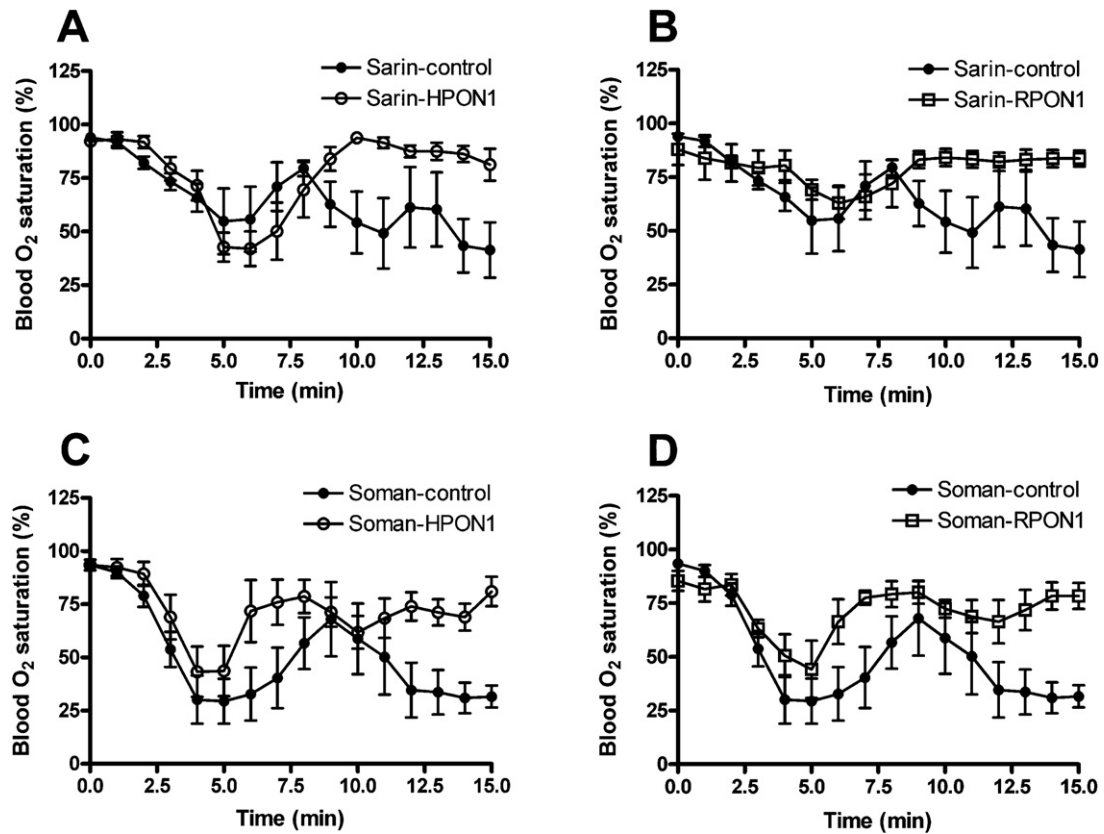 A
Sarin-control
Sarin-HPON1
Blood O₂ saturation (%)
125
100
75
50
25
0
0.0 2.5 5.0 7.5 10.0 12.5 15.0
Time (min)
B
Sarin-control
Sarin-RPON1
Blood O₂ saturation (%)
125
100
75
50
25
0
0.0 2.5 5.0 7.5 10.0 12.5 15.0
Time (min)
C
Soman-control
Soman-HPON1
Blood O₂ saturation (%)
125
100
75
50
25
0
0.0 2.5 5.0 7.5 10.0 12.5 15.0
Time (min)
D
Soman-control
Soman-RPON1
Blood O₂ saturation (%)
125
100
75
50
25
0
0.0 2.5 5.0 7.5 10.0 12.5 15.0
Time (min)